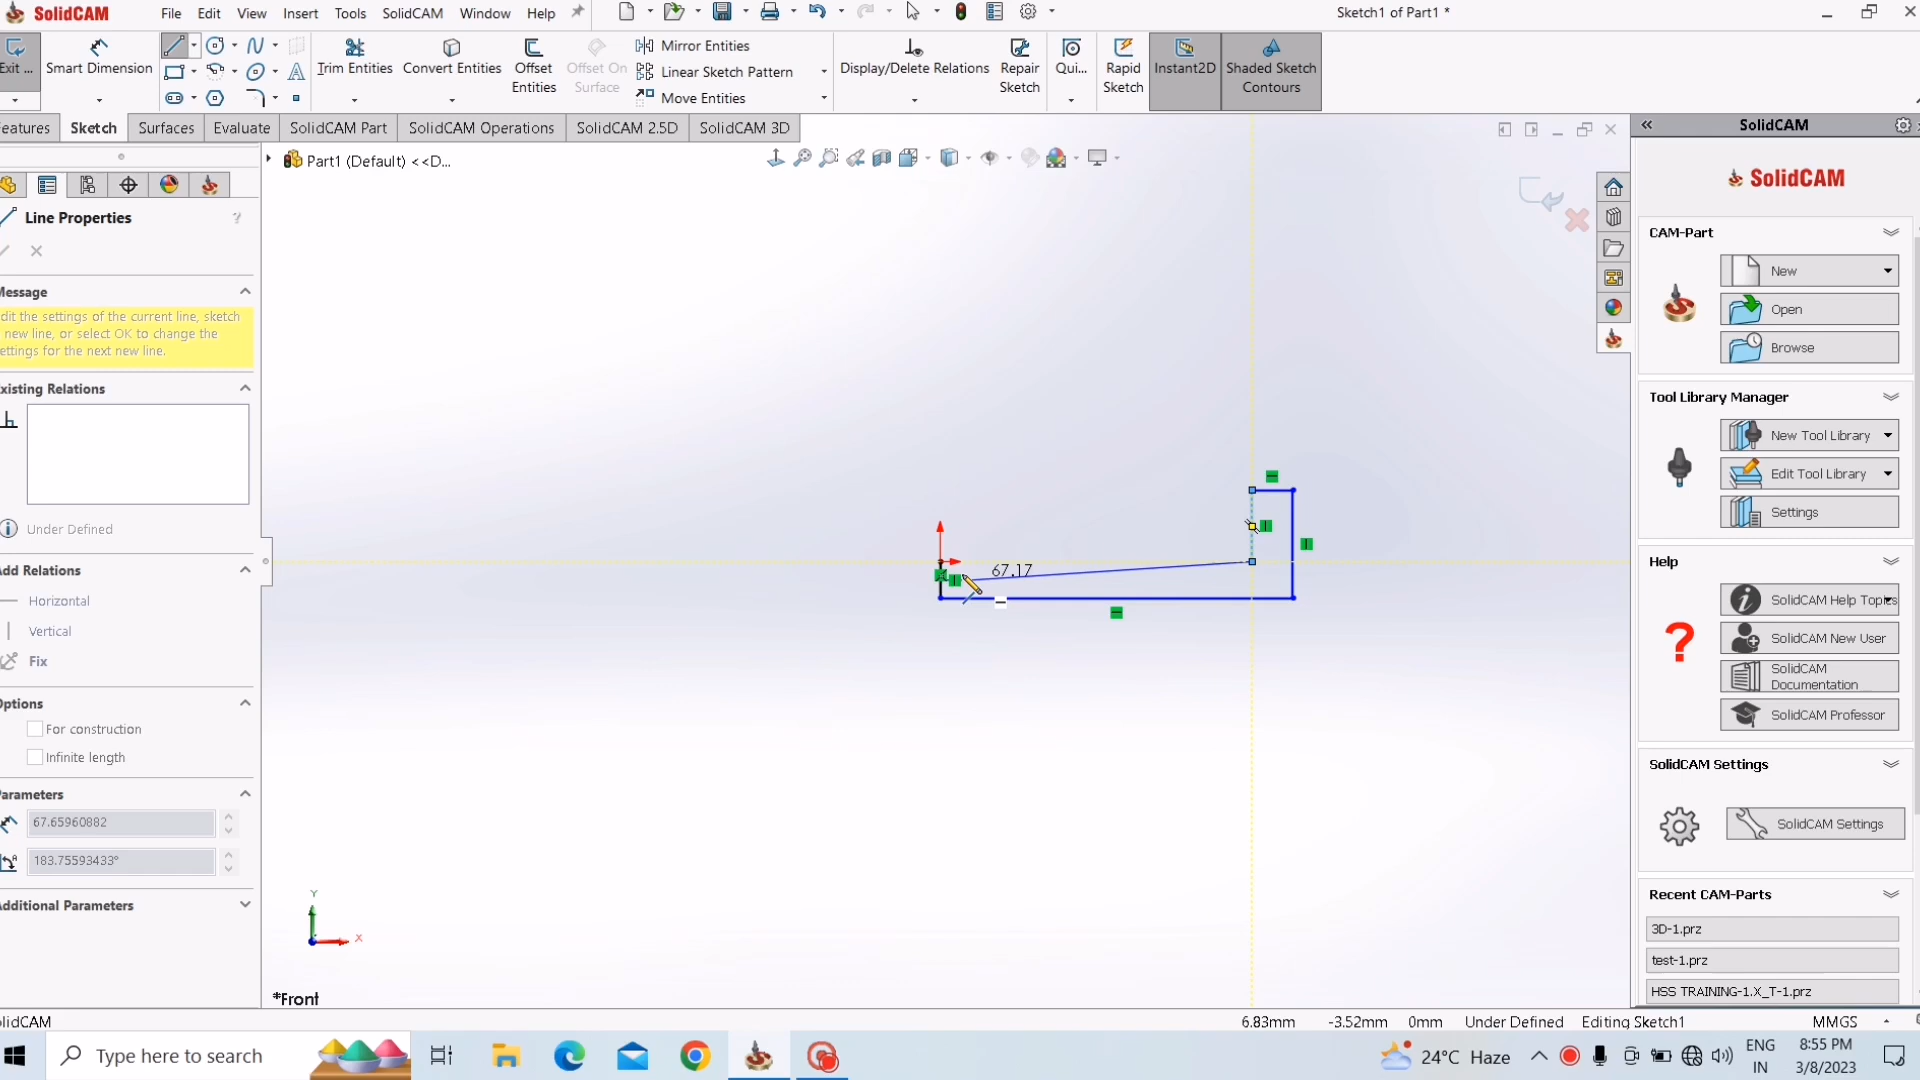 SolidCAM File Edit View Insert Tools SolidCAM Window Help Sketch1 of Part1 *
Exit ... Smart Dimension Trim Entities Convert Entities Offset Entities Offset On Surface Mirror Entities Display/Delete Relations Repair Sketch Qui... Rapid Sketch Instant2D Shaded Sketch Contours
Linear Sketch Pattern
Move Entities
eatures Sketch Surfaces Evaluate SolidCAM Part SolidCAM Operations SolidCAM 2.5D SolidCAM 3D
SolidCAM
Part1 (Default) <<D...
SolidCAM
Line Properties ?
CAM-Part
New
Open
Browse
Message
dit the settings of the current line, sketch
new line, or select OK to change the
ettings for the next new line.
xisting Relations
Under Defined
Add Relations
Horizontal
Vertical
Fix
Options
For construction
Infinite length
Parameters
67.65960882
183.75593433°
Additional Parameters
67.17
Y
X
*Front
Tool Library Manager
New Tool Library
Edit Tool Library
Settings
Help
SolidCAM Help Topics
SolidCAM New User
SolidCAM
Documentation
SolidCAM Professor
SolidCAM Settings
SolidCAM Settings
Recent CAM-Parts
3D-1.prz
test-1.prz
HSS TRAINING-1.X_T-1.prz
olidCAM 6.83mm -3.52mm 0mm Under Defined Editing Sketch1 MMGS
Type here to search 24°C Haze ENG 8:55 PM
IN 3/8/2023